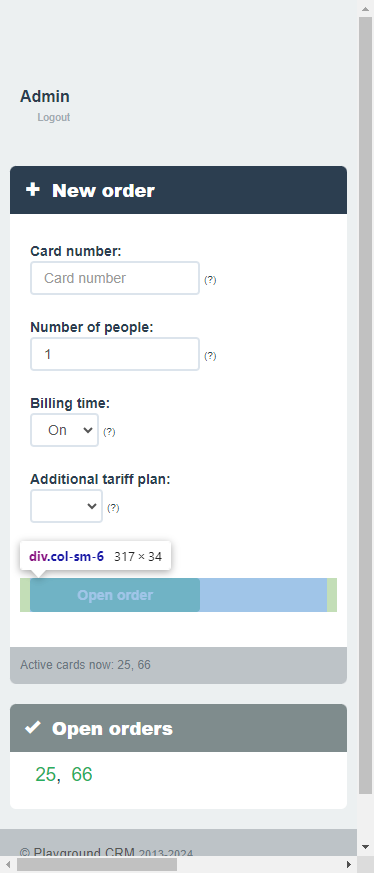 Admin
Logout
+ New order
Card number:
Card number (?)
Number of people:
1 (?)
Billing time:
On (?)
Additional tariff plan:
(?)
div.col-sm-6 317 × 34
Open order
Active cards now: 25, 66
Open orders
25, 66
© Playground CRM 2013-2024